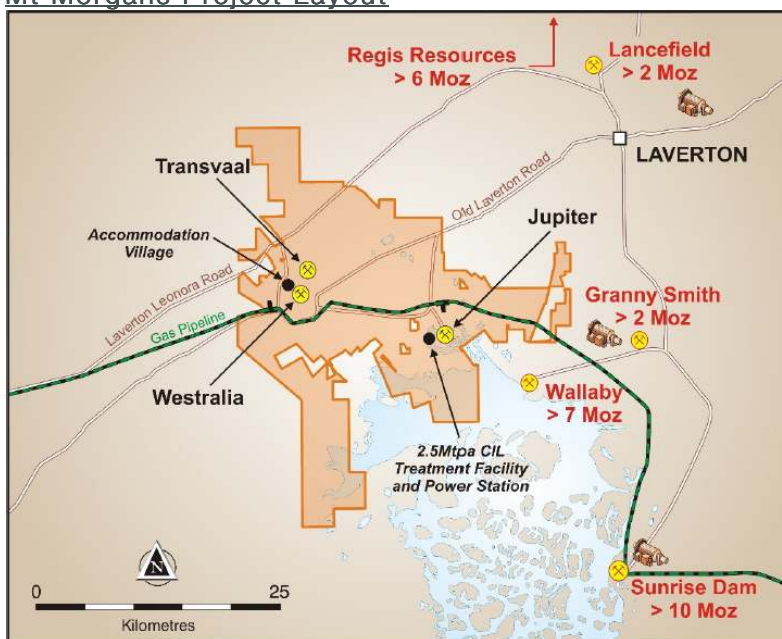 Mt Morgans Project Layout
Regis Resources
> 6 Moz
Lancefield
> 2 Moz
LAVERTON
Transvaal
Old Laverton Road
Jupiter
Accommodation
Village
Laverton Leonora Road
Granny Smith
> 2 Moz
Gas Pipeline
Westralia
Wallaby
> 7 Moz
2.5Mtpa CIL
Treatment Facility
and Power Station
N
0 25
Kilometres
Sunrise Dam
> 10 Moz